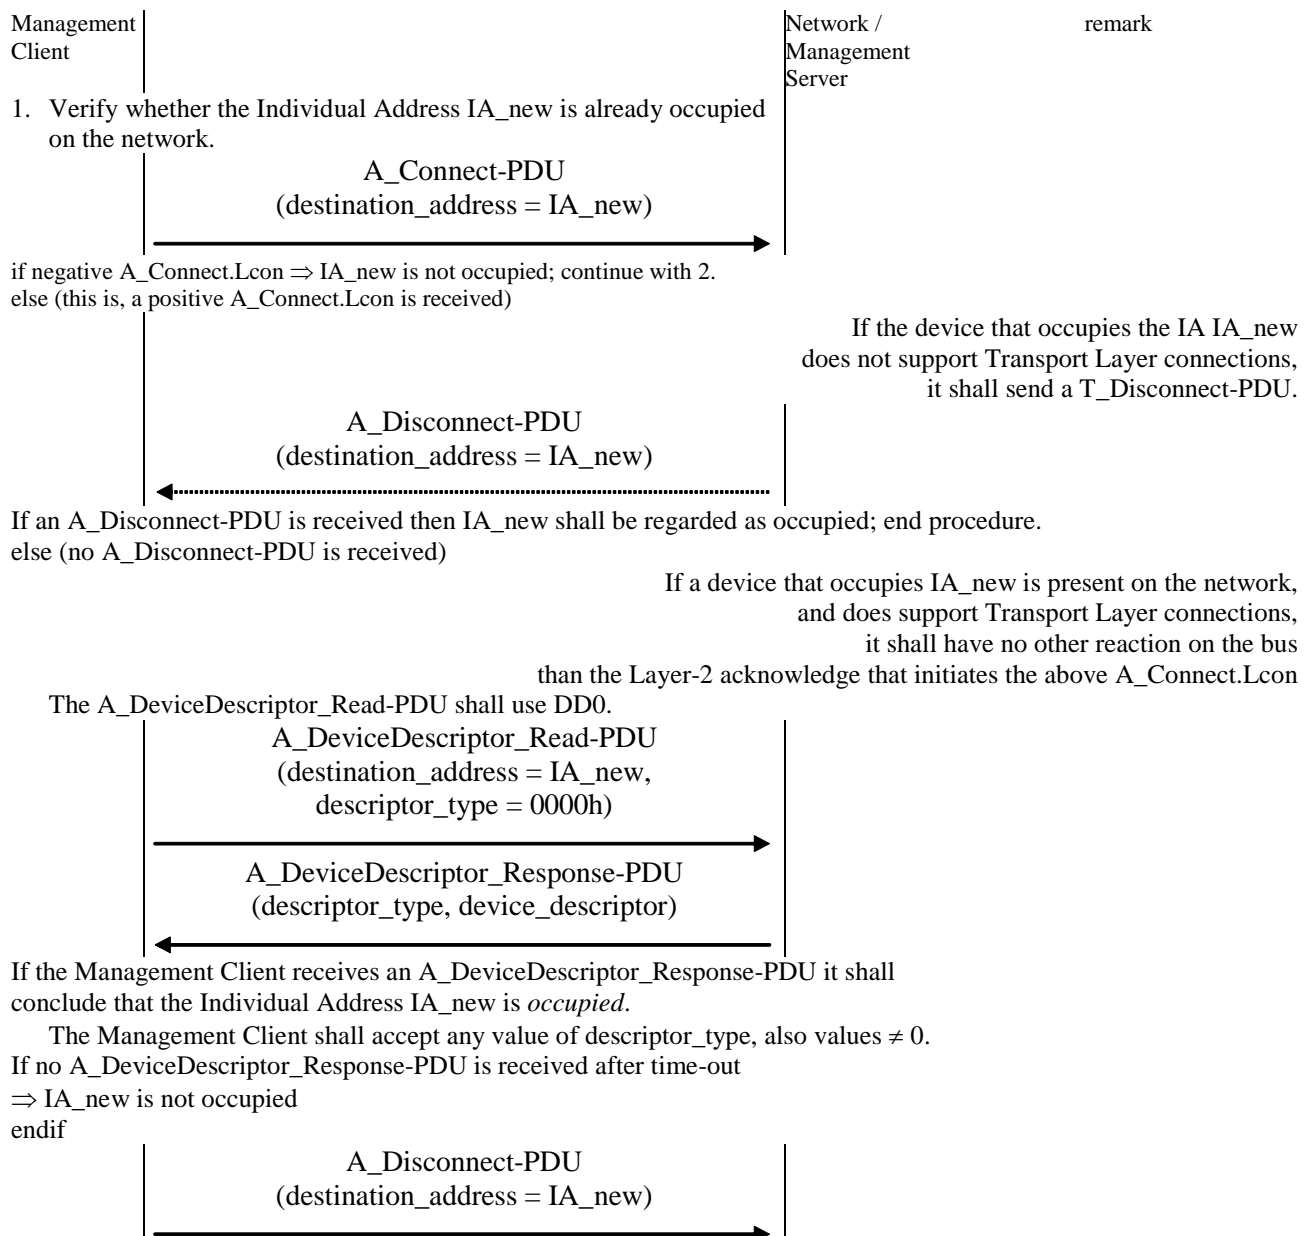 Management Client
Network / Management Server
remark
1. Verify whether the Individual Address IA_new is already occupied
on the network.
A_Connect-PDU
(destination_address = IA_new)
if negative A_Connect.Lcon ⇒ IA_new is not occupied; continue with 2.
else (this is, a positive A_Connect.Lcon is received)
If the device that occupies the IA IA_new
does not support Transport Layer connections,
it shall send a T_Disconnect-PDU.
A_Disconnect-PDU
(destination_address = IA_new)
If an A_Disconnect-PDU is received then IA_new shall be regarded as occupied; end procedure.
else (no A_Disconnect-PDU is received)
If a device that occupies IA_new is present on the network,
and does support Transport Layer connections,
it shall have no other reaction on the bus
than the Layer-2 acknowledge that initiates the above A_Connect.Lcon
The A_DeviceDescriptor_Read-PDU shall use DD0.
A_DeviceDescriptor_Read-PDU
(destination_address = IA_new,
descriptor_type = 0000h)
A_DeviceDescriptor_Response-PDU
(descriptor_type, device_descriptor)
If the Management Client receives an A_DeviceDescriptor_Response-PDU it shall
conclude that the Individual Address IA_new is occupied.
The Management Client shall accept any value of descriptor_type, also values ≠ 0.
If no A_DeviceDescriptor_Response-PDU is received after time-out
⇒ IA_new is not occupied
endif
A_Disconnect-PDU
(destination_address = IA_new)